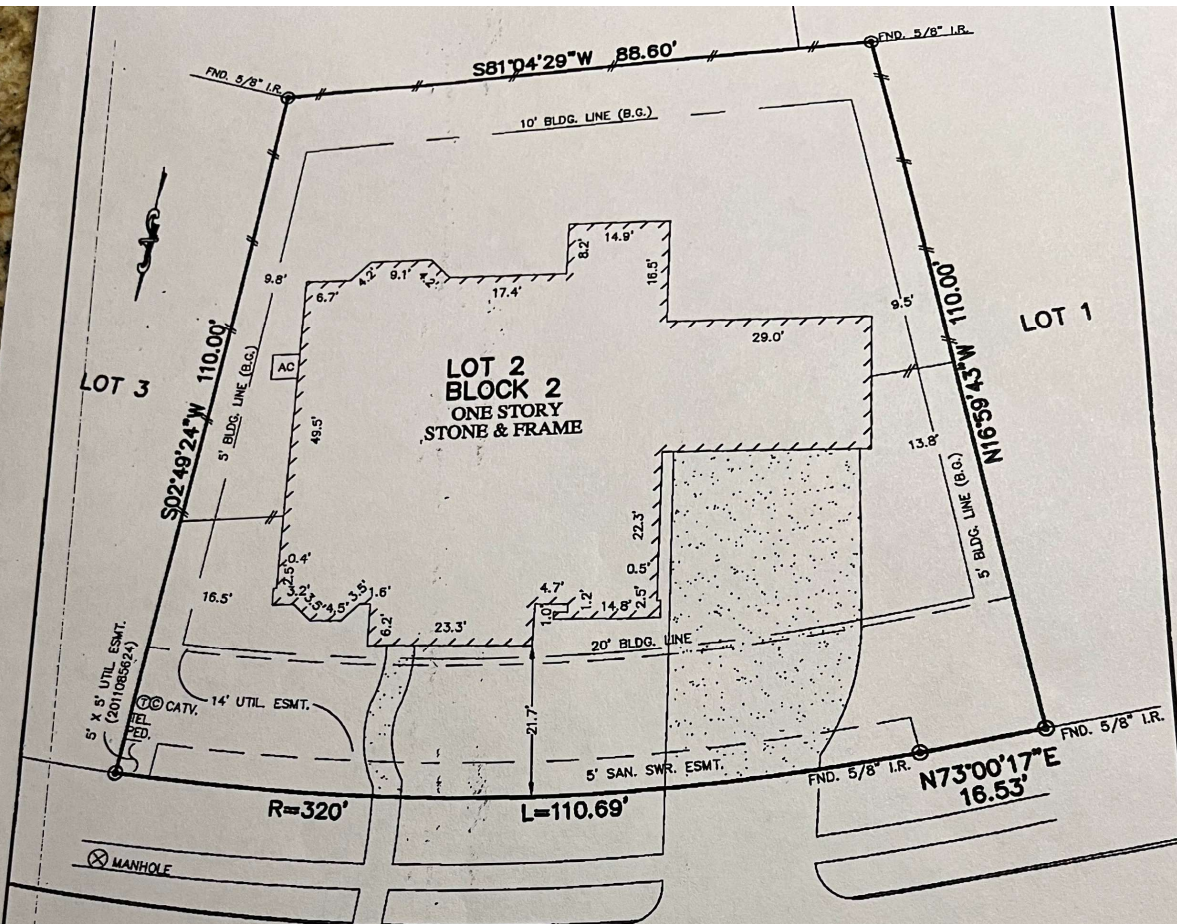 FND. 5/8" I.R.
S81°04'29"W 88.60'
FND. 5/8" I.R.
10' BLDG. LINE (B.G.)
14.9'
8.2'
16.5'
9.8'
6.7'
4.2'
9.1'
4.2'
17.4'
29.0'
9.5'
LOT 1
N16°59'43"W 110.00'
AC
LOT 2
BLOCK 2
ONE STORY
STONE & FRAME
LOT 3
S02°49'24"W 110.00'
5' BLDG. LINE (B.G.)
49.5'
13.8'
5' BLDG. LINE (B.G.)
22.3'
0.4'
2.5'
3.2'
3.5'
4.5'
3.5'
1.6'
6.2'
23.3'
4.7'
1.0'
1.2'
14.8'
0.5'
2.5'
16.5'
20' BLDG. LINE
5' X 5' UTIL ESMT.
(2011085624)
T C CATV.
TEL
PED.
14' UTIL ESMT.
21.7'
5' SAN. SWR. ESMT.
FND. 5/8" I.R.
FND. 5/8" I.R.
N73°00'17"E
16.53'
R=320'
L=110.69'
MANHOLE